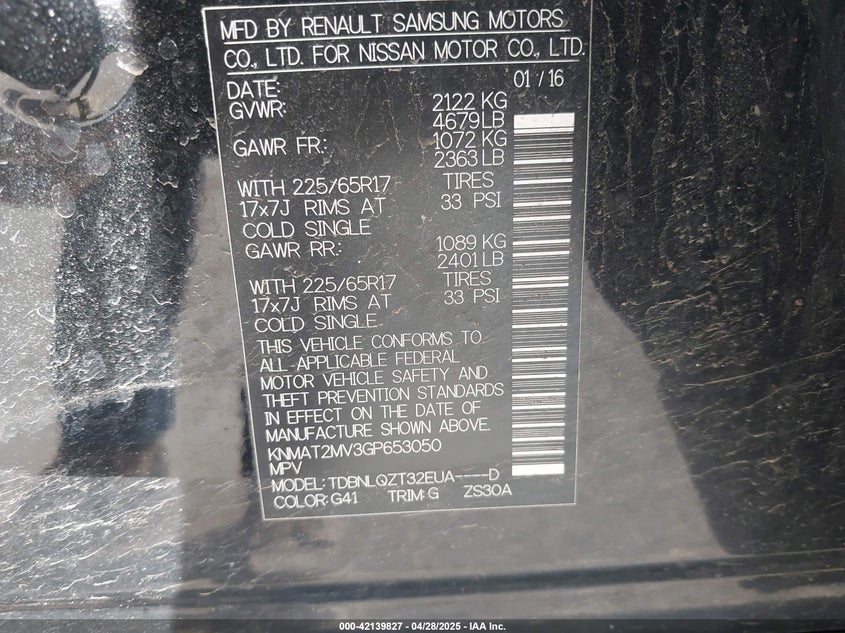 MFD BY RENAULT SAMSUNG MOTORS
CO., LTD. FOR NISSAN MOTOR CO., LTD.
DATE: 01 / 16
GVWR: 2122 KG
4679 LB
GAWR FR: 1072 KG
2363 LB
WITH 225/65R17 TIRES
17x7J RIMS AT 33 PSI
COLD SINGLE
GAWR RR: 1089 KG
2401 LB
WITH 225/65R17 TIRES
17x7J RIMS AT 33 PSI
COLD SINGLE
THIS VEHICLE CONFORMS TO
ALL APPLICABLE FEDERAL
MOTOR VEHICLE SAFETY AND
THEFT PREVENTION STANDARDS
IN EFFECT ON THE DATE OF
MANUFACTURE SHOWN ABOVE.
KNMAT2MV3GP653050
MPV
MODEL: TDBNLQZT32EUA----D
COLOR: G41 TRIM: G ZS30A
000-42139827 | 04/28/2025 - IAA Inc.